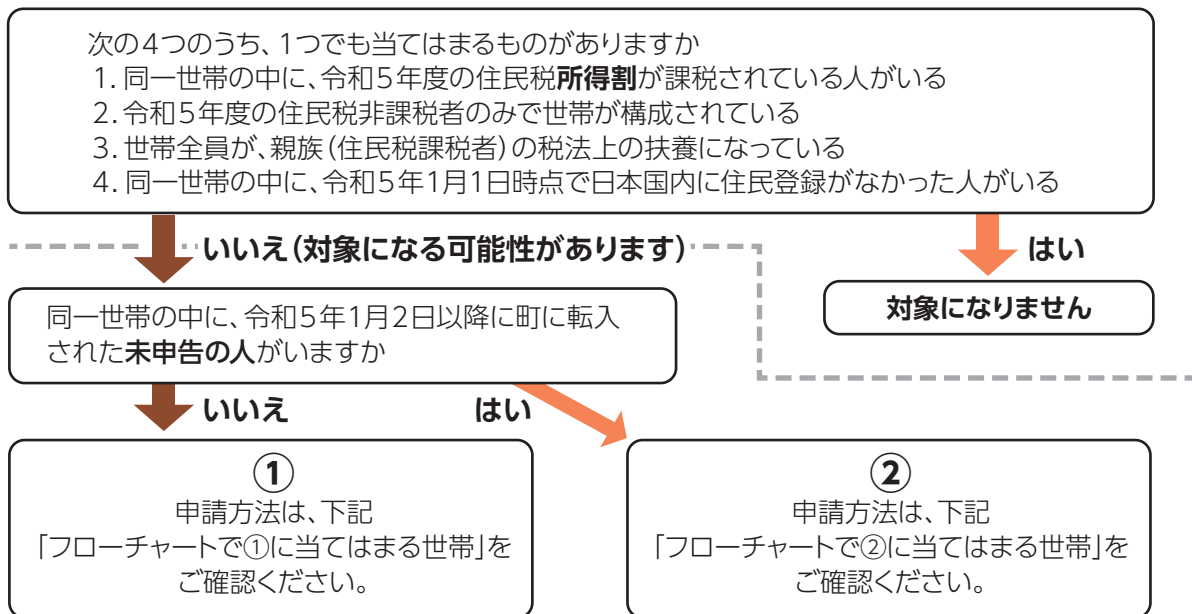 次の4つのうち、1つでも当てはまるものがありますか
1. 同一世帯の中に、令和5年度の住民税所得割が課税されている人がいる
2. 令和5年度の住民税非課税者のみで世帯が構成されている
3. 世帯全員が、親族(住民税課税者)の税法上の扶養になっている
4. 同一世帯の中に、令和5年1月1日時点で日本国内に住民登録がなかった人がいる
いいえ(対象になる可能性があります)
はい
対象になりません
同一世帯の中に、令和5年1月2日以降に町に転入
された未申告の人がいますか
いいえ
はい
①
申請方法は、下記
「フローチャートで①に当てはまる世帯」を
ご確認ください。
②
申請方法は、下記
「フローチャートで②に当てはまる世帯」を
ご確認ください。